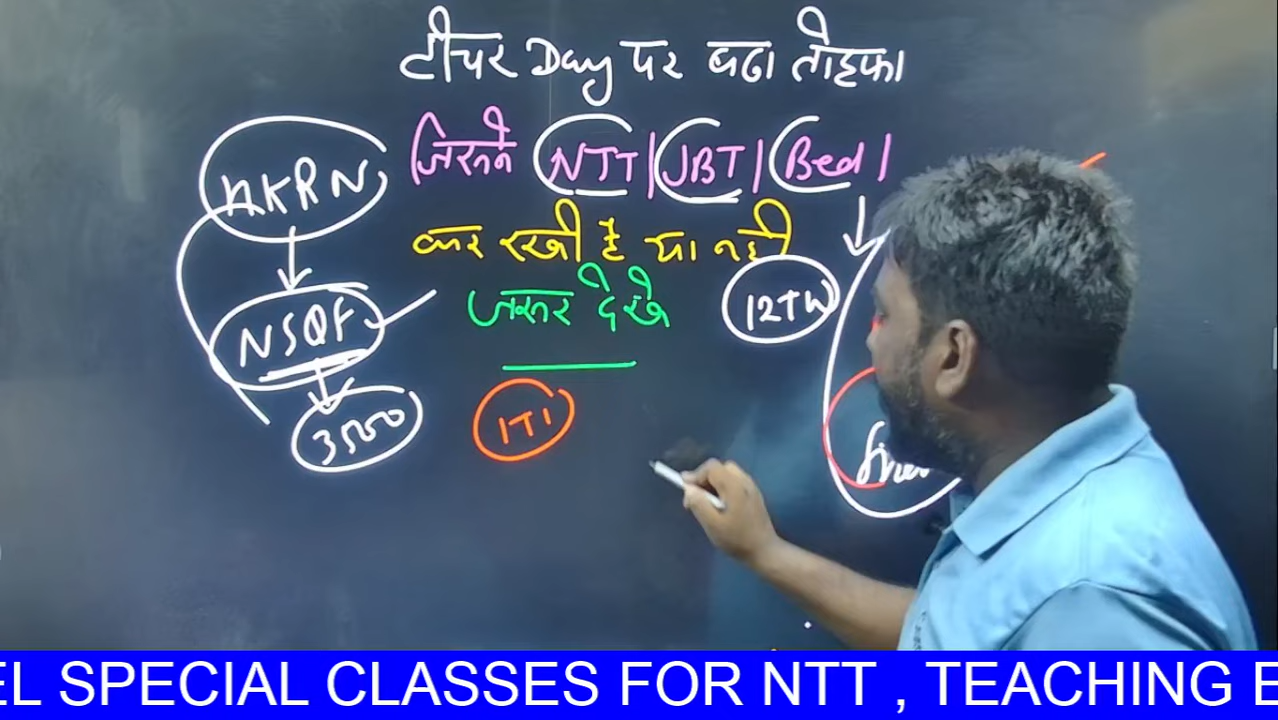 टीचर Day पर बढा तोहफा
जिसने NTT | JBT | Bed |
HKRN
कर रखी है या नही
12TH
NSQF
जरूर देखे
3500
ITI
EL SPECIAL CLASSES FOR NTT , TEACHING E